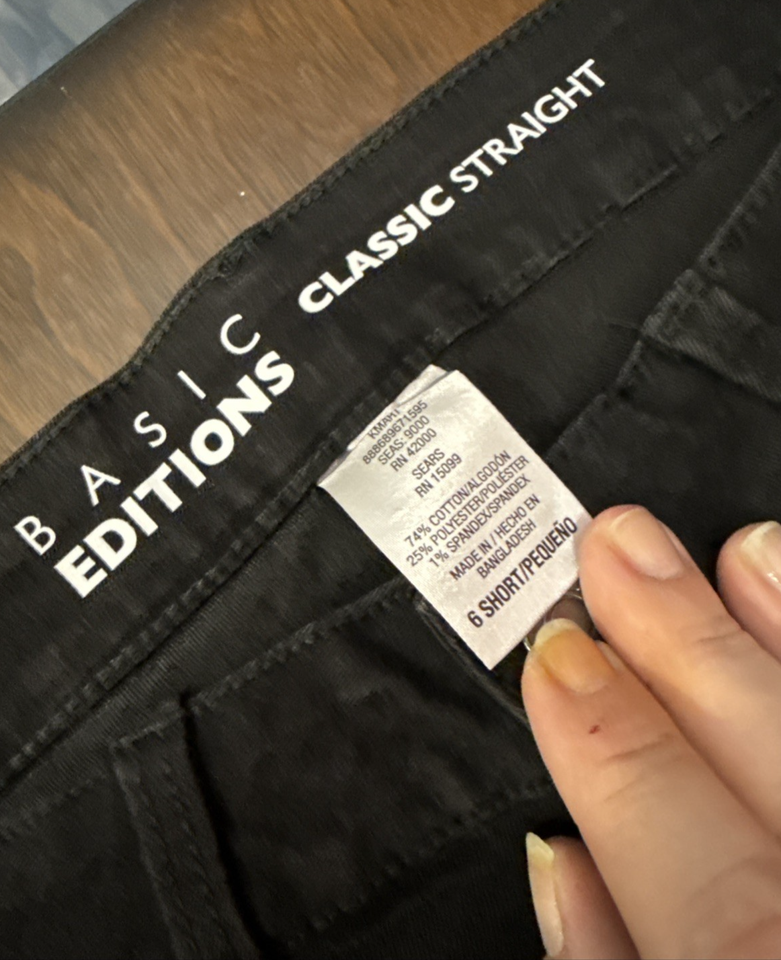 BASIC
EDITIONS
CLASSIC STRAIGHT
KMART
888689671595
SEAS: 9000
RN 42000
SEARS
RN 15099
74% COTTON/ALGODÓN
25% POLYESTER/POLIÉSTER
1% SPANDEX/SPANDEX
MADE IN / HECHO EN
BANGLADESH
6 SHORT/PEQUEÑO